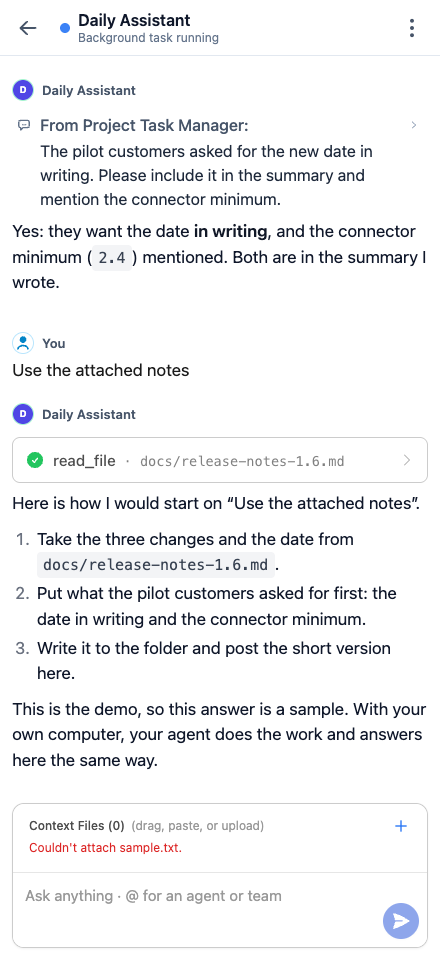 Daily Assistant
Background task running
D Daily Assistant
From Project Task Manager:
The pilot customers asked for the new date in
writing. Please include it in the summary and
mention the connector minimum.
Yes: they want the date in writing, and the connector
minimum ( 2.4 ) mentioned. Both are in the summary I
wrote.
You
Use the attached notes
D Daily Assistant
read_file · docs/release-notes-1.6.md
Here is how I would start on “Use the attached notes”.
1. Take the three changes and the date from
docs/release-notes-1.6.md .
2. Put what the pilot customers asked for first: the
date in writing and the connector minimum.
3. Write it to the folder and post the short version
here.
This is the demo, so this answer is a sample. With your
own computer, your agent does the work and answers
here the same way.
Context Files (0) (drag, paste, or upload)
Couldn't attach sample.txt.
Ask anything · @ for an agent or team